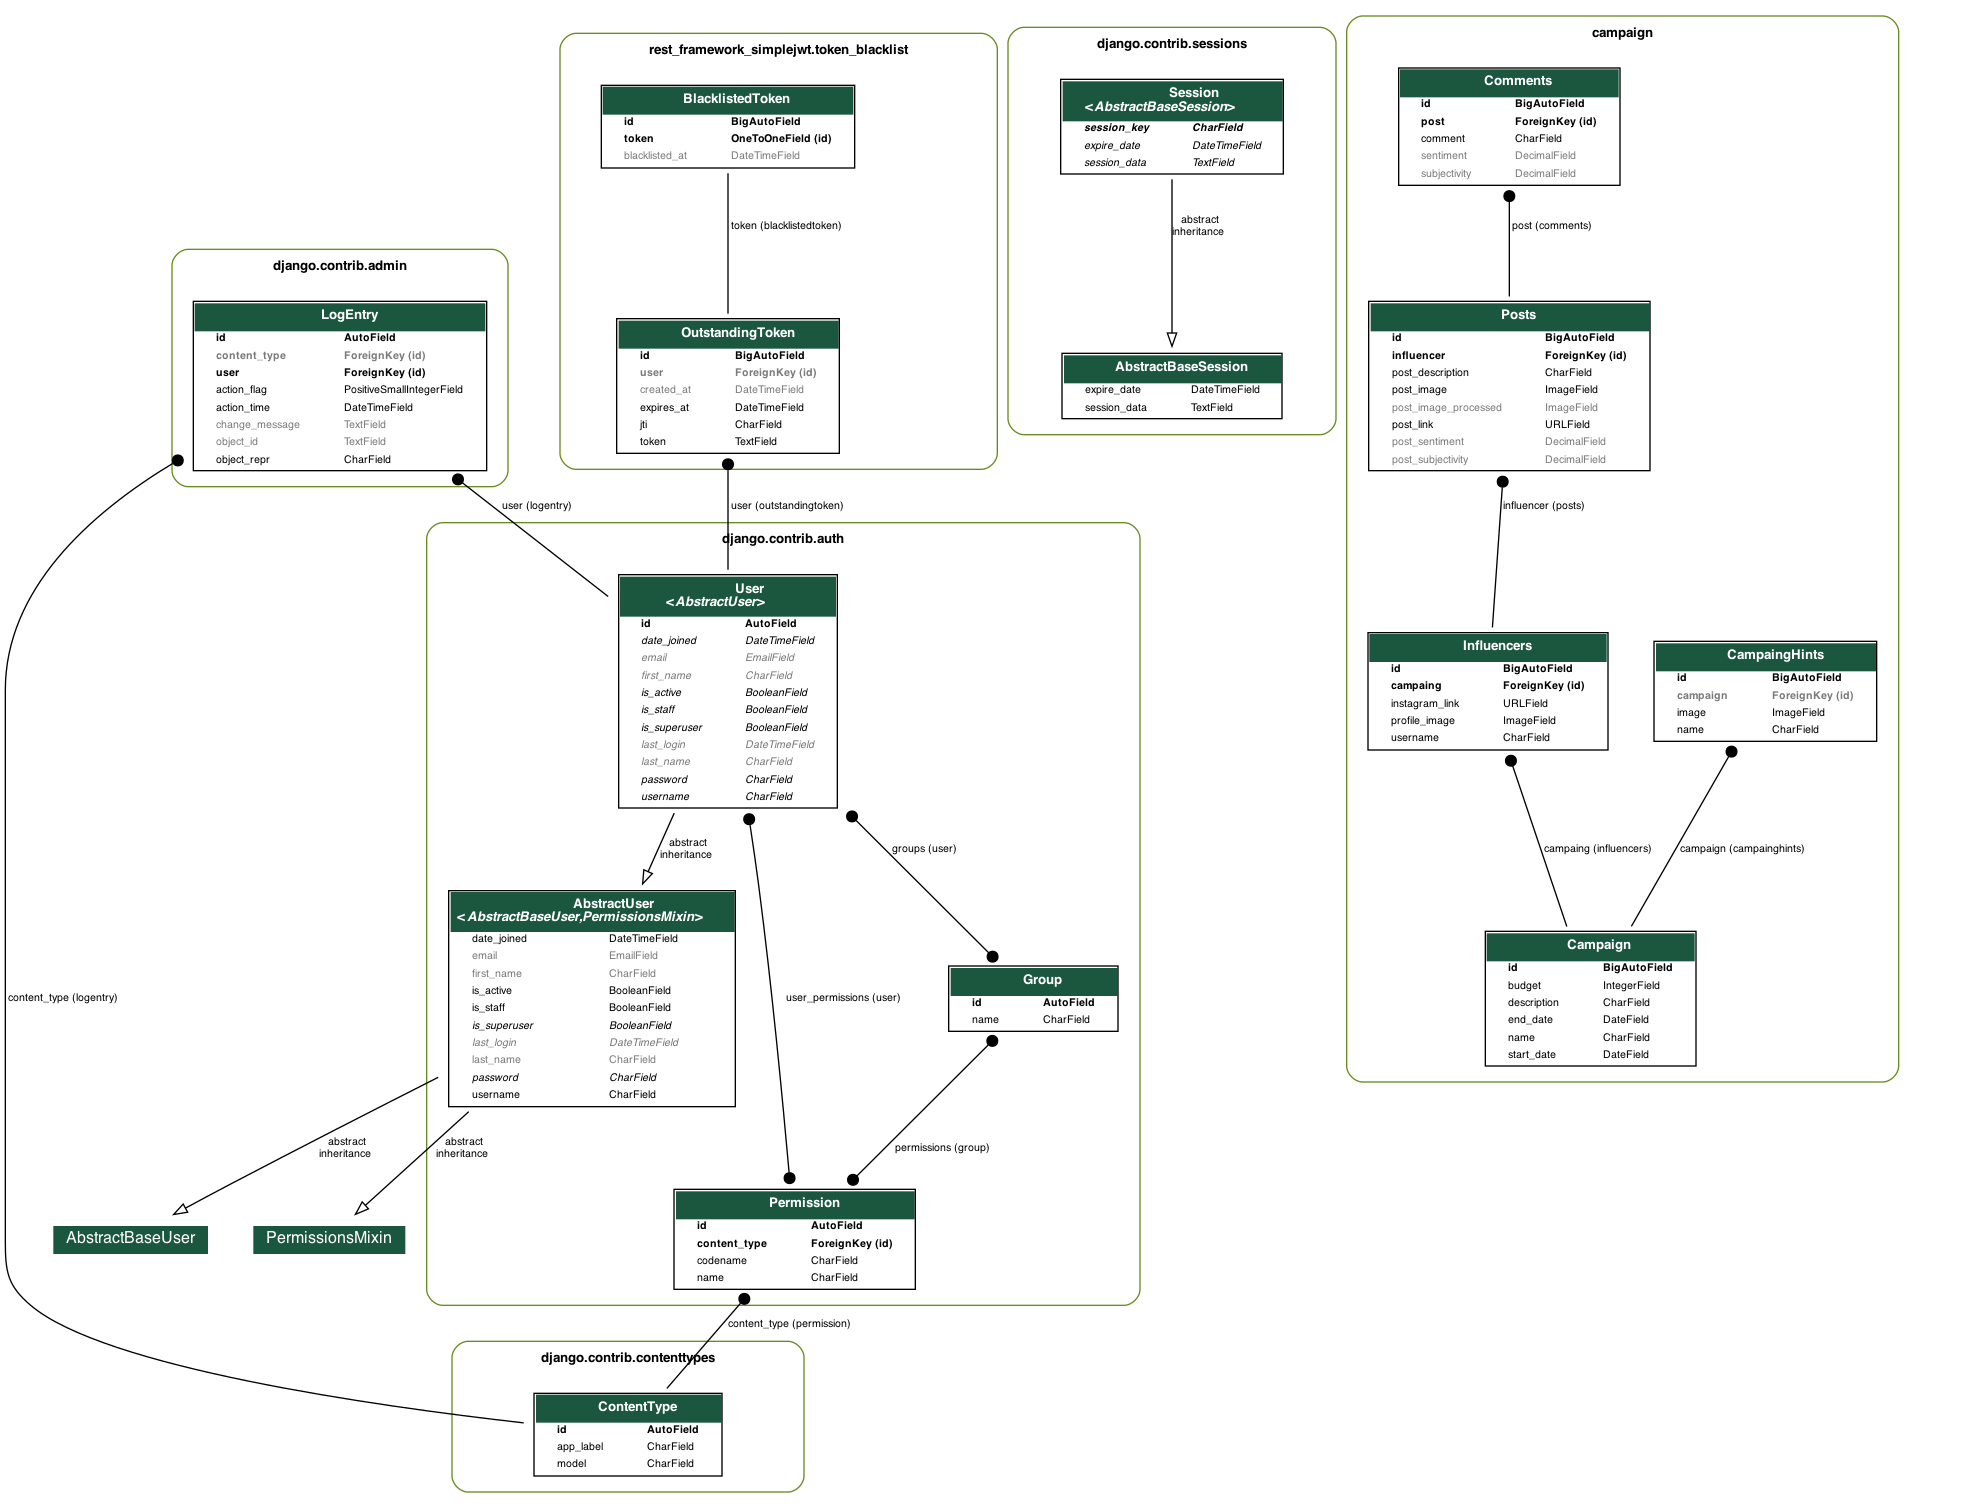 rest_framework_simplejwt.token_blacklist
BlacklistedToken
id BigAutoField
token OneToOneField (id)
blacklisted_at DateTimeField
token (blacklistedtoken)
OutstandingToken
id BigAutoField
user ForeignKey (id)
created_at DateTimeField
expires_at DateTimeField
jti CharField
token TextField
user (outstandingtoken)
django.contrib.sessions
Session
<AbstractBaseSession>
session_key CharField
expire_date DateTimeField
session_data TextField
abstract
inheritance
AbstractBaseSession
expire_date DateTimeField
session_data TextField
campaign
Comments
id BigAutoField
post ForeignKey (id)
comment CharField
sentiment DecimalField
subjectivity DecimalField
post (comments)
Posts
id BigAutoField
influencer ForeignKey (id)
post_description CharField
post_image ImageField
post_image_processed ImageField
post_link URLField
post_sentiment DecimalField
post_subjectivity DecimalField
influencer (posts)
Influencers
id BigAutoField
campaing ForeignKey (id)
instagram_link URLField
profile_image ImageField
username CharField
CampaingHints
id BigAutoField
campaign ForeignKey (id)
image ImageField
name CharField
campaing (influencers)
campaign (campainghints)
Campaign
id BigAutoField
budget IntegerField
description CharField
end_date DateField
name CharField
start_date DateField
django.contrib.admin
LogEntry
id AutoField
content_type ForeignKey (id)
user ForeignKey (id)
action_flag PositiveSmallIntegerField
action_time DateTimeField
change_message TextField
object_id TextField
object_repr CharField
user (logentry)
content_type (logentry)
django.contrib.auth
User
<AbstractUser>
id AutoField
date_joined DateTimeField
email EmailField
first_name CharField
is_active BooleanField
is_staff BooleanField
is_superuser BooleanField
last_login DateTimeField
last_name CharField
password CharField
username CharField
abstract
inheritance
groups (user)
user_permissions (user)
AbstractUser
<AbstractBaseUser,PermissionsMixin>
date_joined DateTimeField
email EmailField
first_name CharField
is_active BooleanField
is_staff BooleanField
is_superuser BooleanField
last_login DateTimeField
last_name CharField
password CharField
username CharField
Group
id AutoField
name CharField
permissions (group)
abstract
inheritance
abstract
inheritance
AbstractBaseUser
PermissionsMixin
Permission
id AutoField
content_type ForeignKey (id)
codename CharField
name CharField
content_type (permission)
django.contrib.contenttypes
ContentType
id AutoField
app_label CharField
model CharField